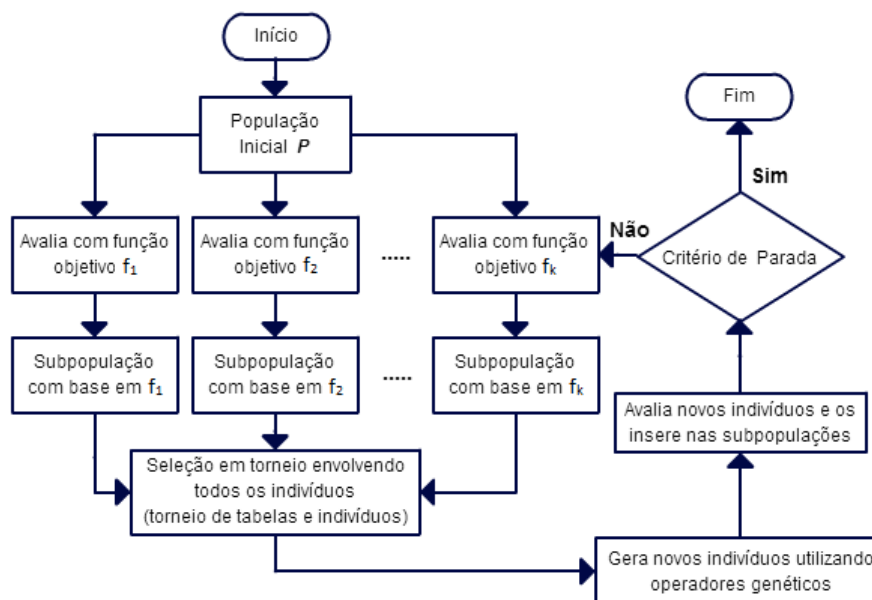 Início
População
Inicial P
Fim
Sim
Não
Critério de Parada
Avalia com função
objetivo f₁
Avalia com função
objetivo f₂
.....
Avalia com função
objetivo fₖ
Subpopulação
com base em f₁
Subpopulação
com base em f₂
.....
Subpopulação
com base em fₖ
Avalia novos indivíduos e os
insere nas subpopulações
Seleção em torneio envolvendo
todos os indivíduos
(torneio de tabelas e indivíduos)
Gera novos indivíduos utilizando
operadores genéticos